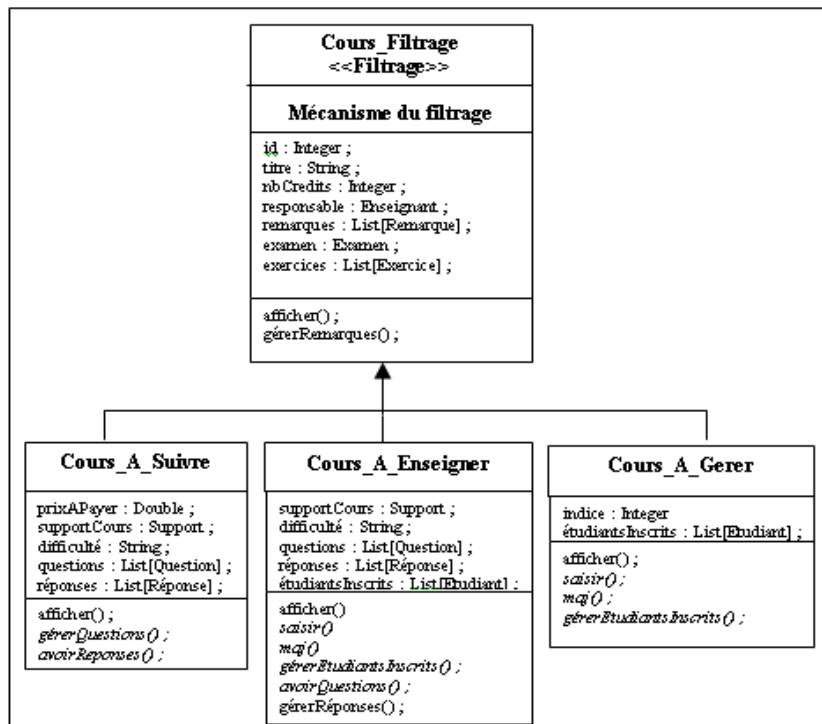 Cours_Filtrage
<<Filtrage>>
Mécanisme du filtrage
id : Integer ;
titre : String ;
nbCredits : Integer ;
responsable : Enseignant ;
remarques : List[Remarque] ;
examen : Examen ;
exercices : List[Exercice] ;
afficher() ;
gérerRemarques() ;
Cours_A_Suivre
prixAPayer : Double ;
supportCours : Support ;
difficulté : String ;
questions : List[Question] ;
réponses : List[Réponse] ;
afficher() ;
gérerQuestions() ;
avoirReponses() ;
Cours_A_Enseigner
supportCours : Support ;
difficulté : String ;
questions : List[Question] ;
réponses : List[Réponse] ;
étudiantsInscrits : List[Etudiant] ;
afficher()
saisir()
maj()
gérerEtudiantsInscrits() ;
avoirQuestions() ;
gérerRéponses() ;
Cours_A_Gerer
indice : Integer
étudiantsInscrits : List[Etudiant] ;
afficher() ;
saisir() ;
maj() ;
gérerEtudiantsInscrits() ;